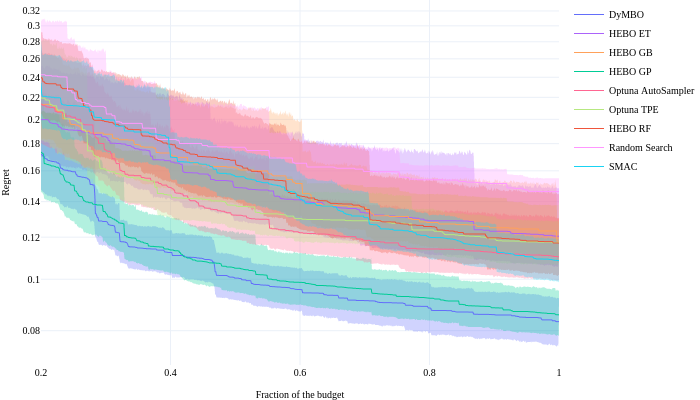 0.32
0.3
0.28
0.26
0.24
0.22
0.2
0.18
0.16
0.14
0.12
0.1
0.08
Regret
0.2
0.4
0.6
0.8
1
Fraction of the budget
DyMBO
HEBO ET
HEBO GB
HEBO GP
Optuna AutoSampler
Optuna TPE
HEBO RF
Random Search
SMAC